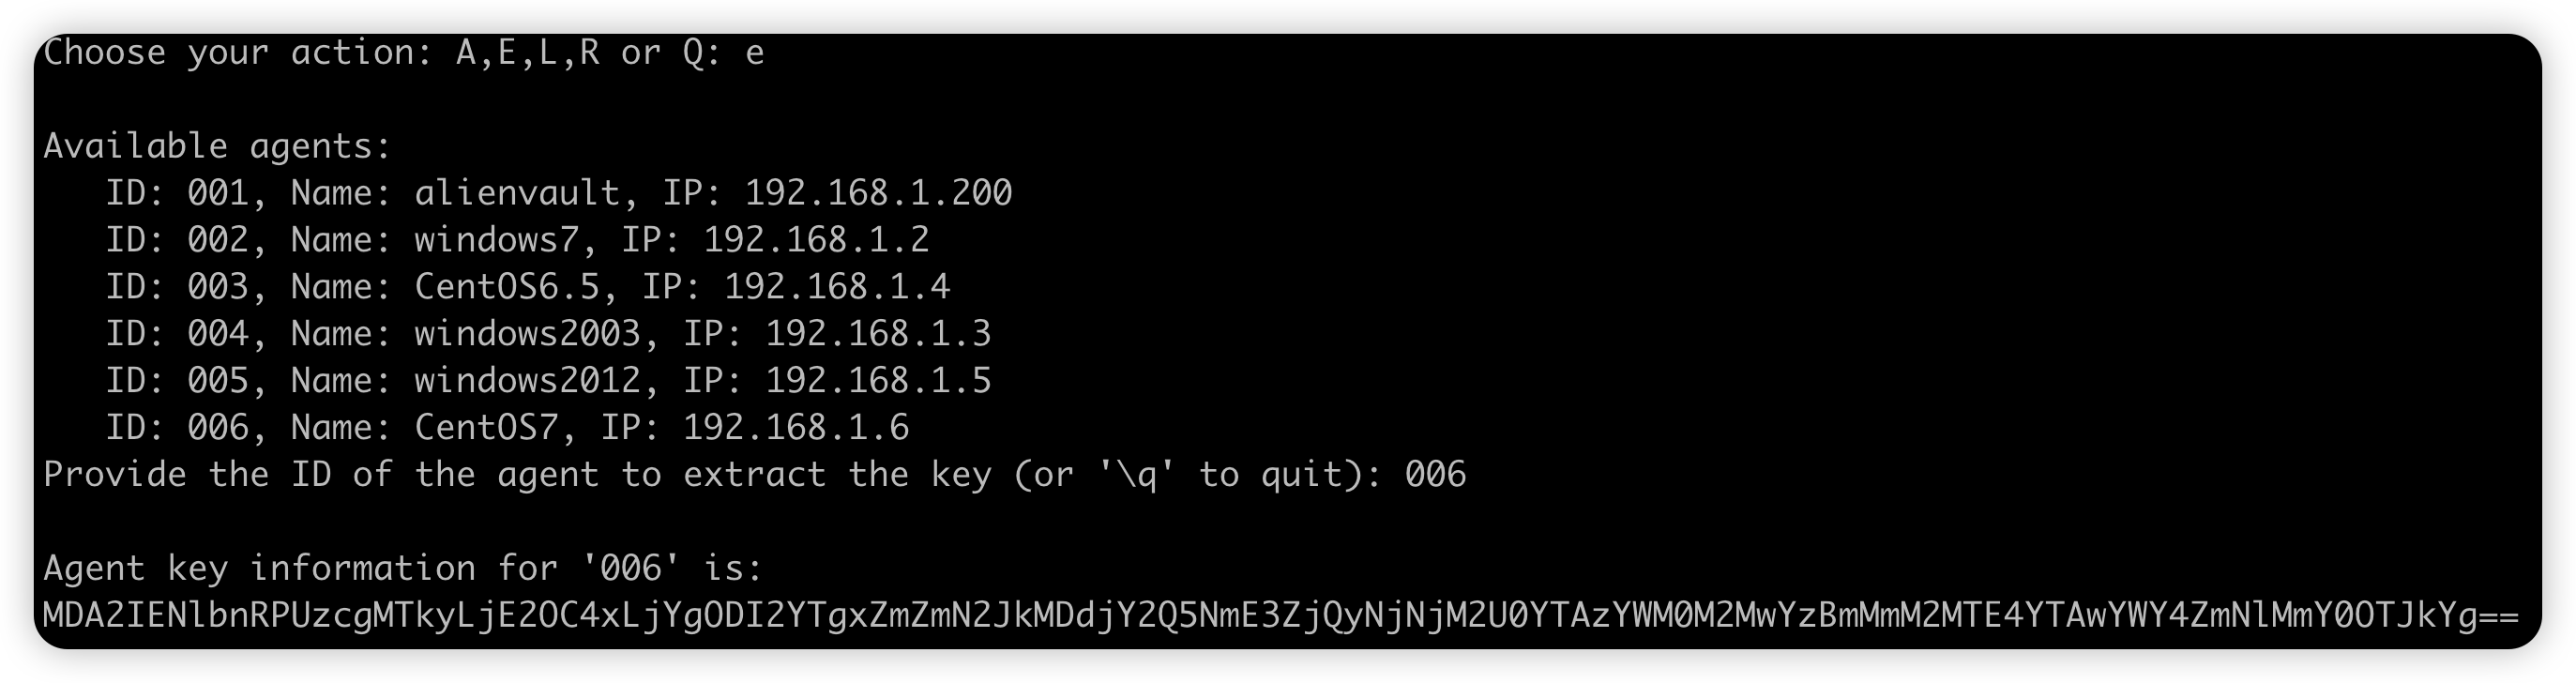 Choose your action: A,E,L,R or Q: e
Available agents:
ID: 001, Name: alienvault, IP: 192.168.1.200
ID: 002, Name: windows7, IP: 192.168.1.2
ID: 003, Name: CentOS6.5, IP: 192.168.1.4
ID: 004, Name: windows2003, IP: 192.168.1.3
ID: 005, Name: windows2012, IP: 192.168.1.5
ID: 006, Name: CentOS7, IP: 192.168.1.6
Provide the ID of the agent to extract the key (or '\q' to quit): 006
Agent key information for '006' is:
MDA2IENlbnRPUzcgMTkyLjE2OC4xLjYgODI2YTgxZmZmN2JkMDdjY2Q5NmE3ZjQyNjNjM2U0YTAzYWM0M2MwYzBmMmM2MTE4YTAwYWY4ZmNlMmY0OTJkYg==